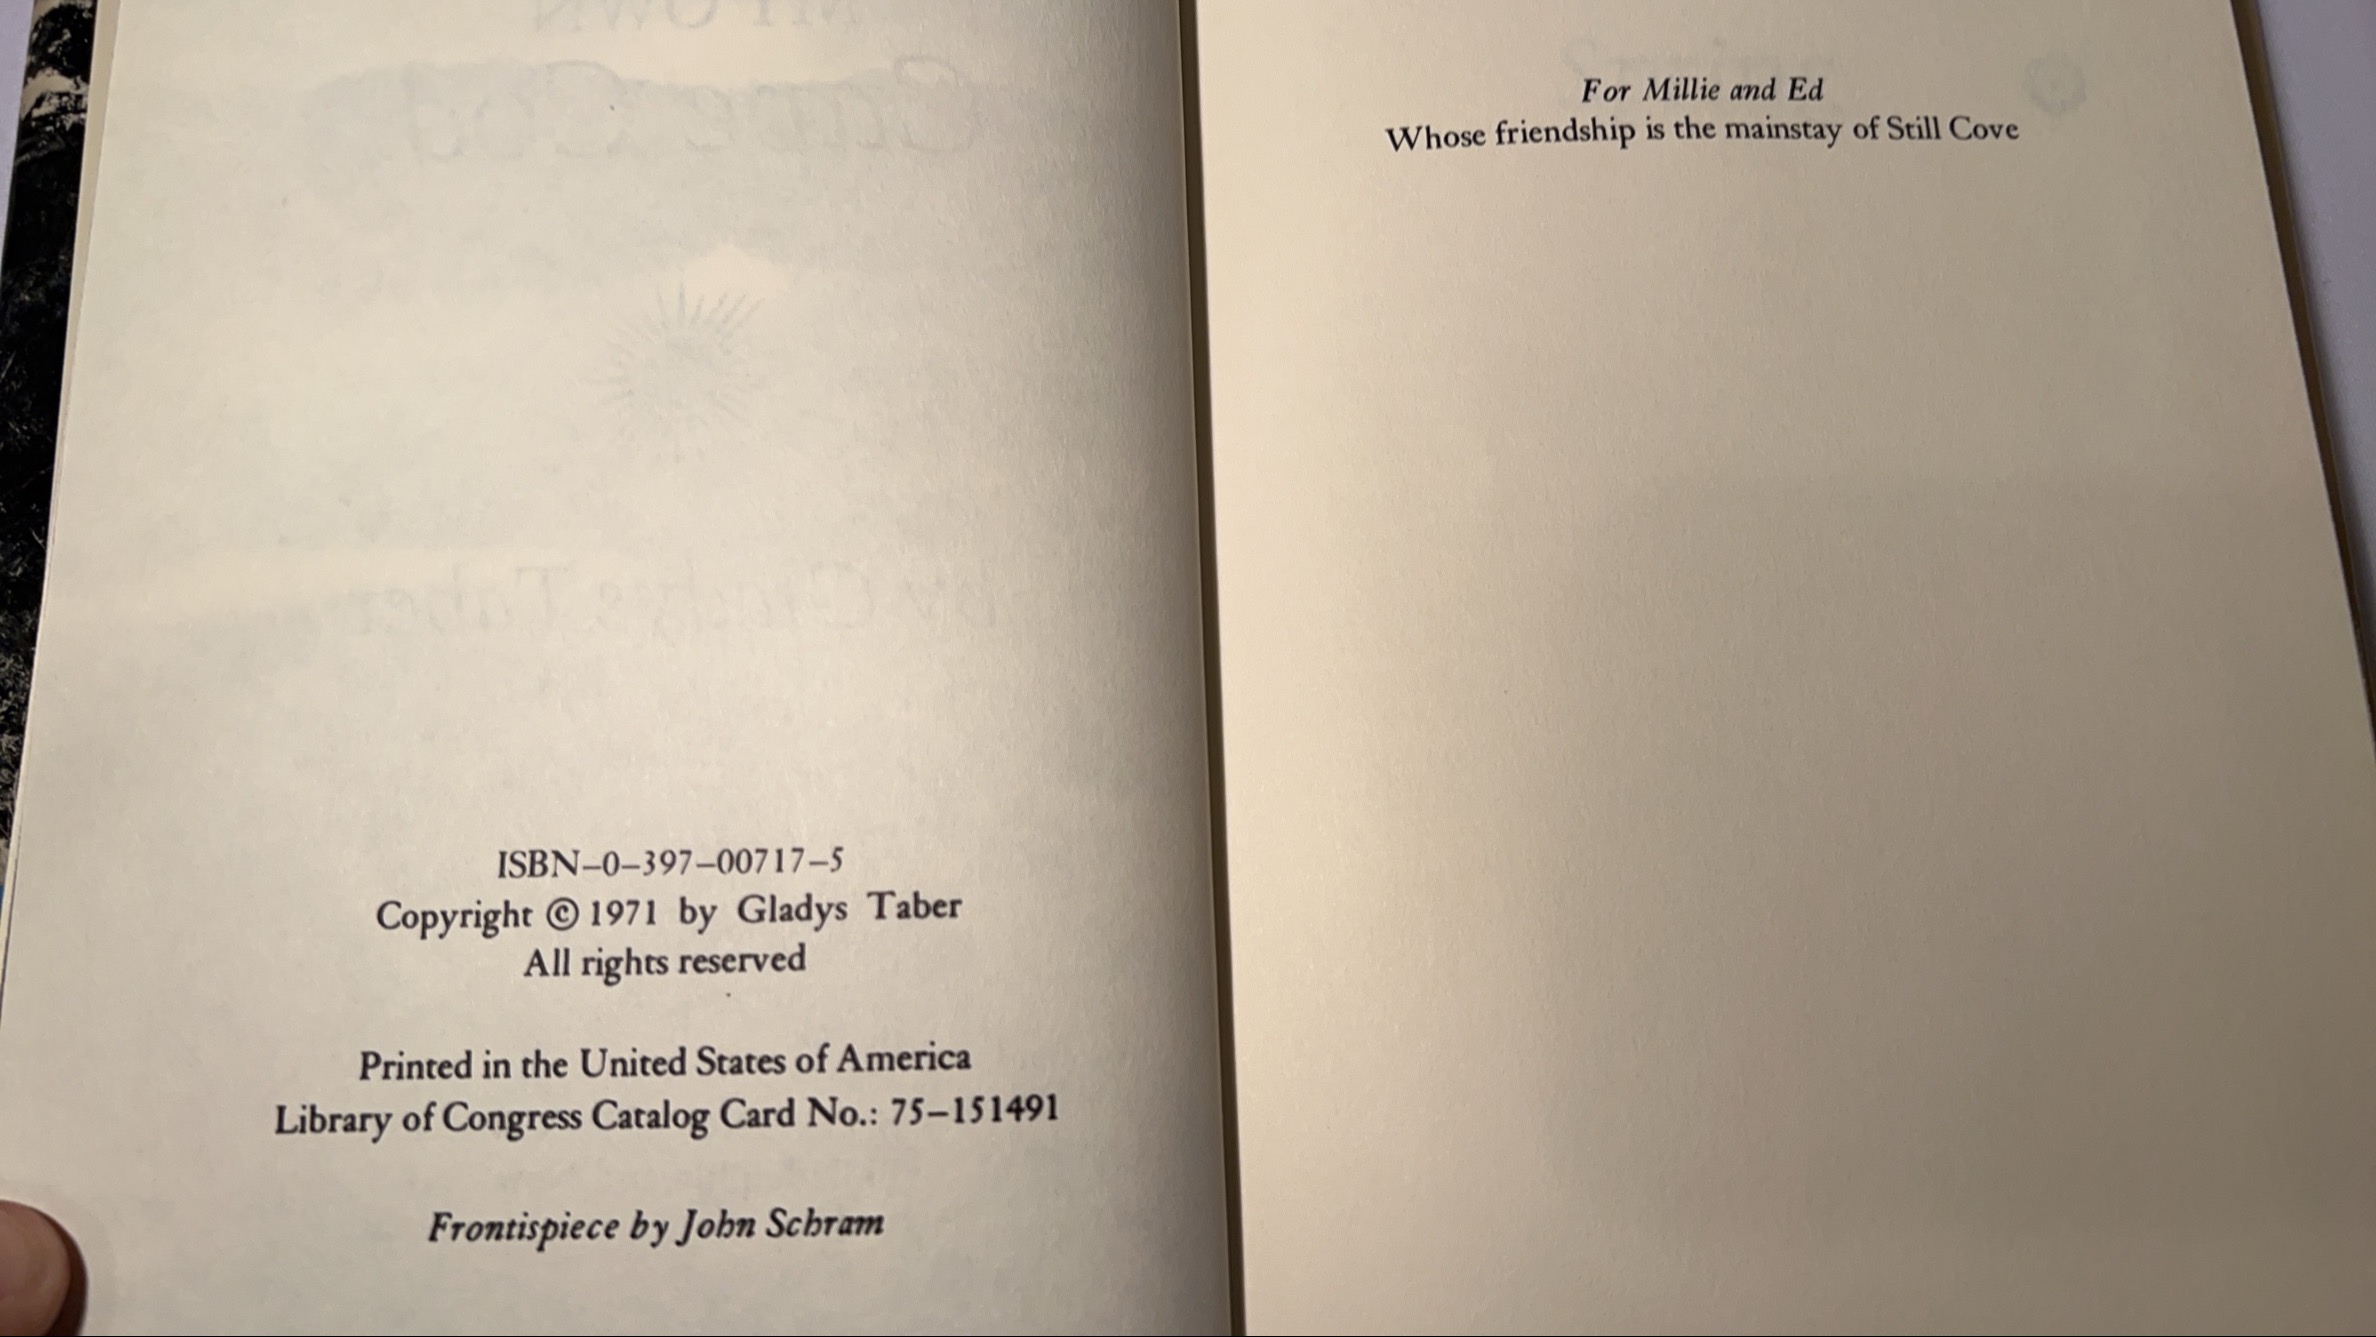 ISBN–0–397–00717–5
Copyright © 1971 by Gladys Taber
All rights reserved
Printed in the United States of America
Library of Congress Catalog Card No.: 75–151491
Frontispiece by John Schram
For Millie and Ed
Whose friendship is the mainstay of Still Cove